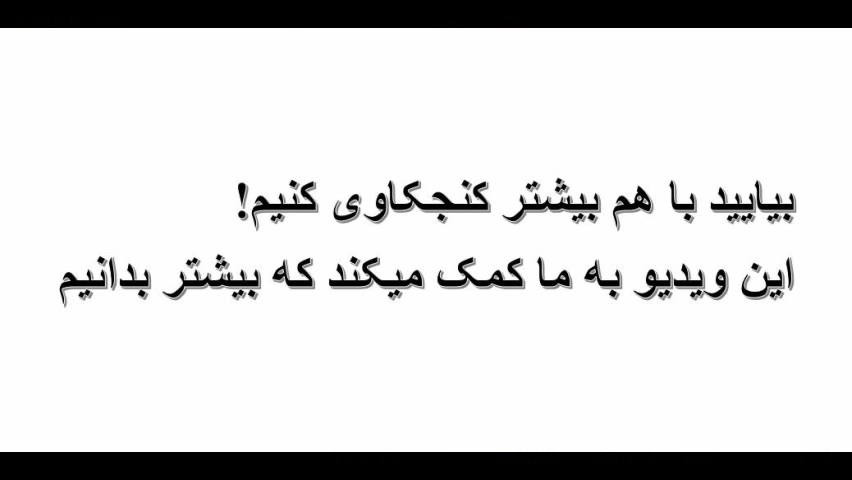 بیایید با هم بیشتر کنجکاوی کنیم!
این ویدیو به ما کمک میکند که بیشتر بدانیم